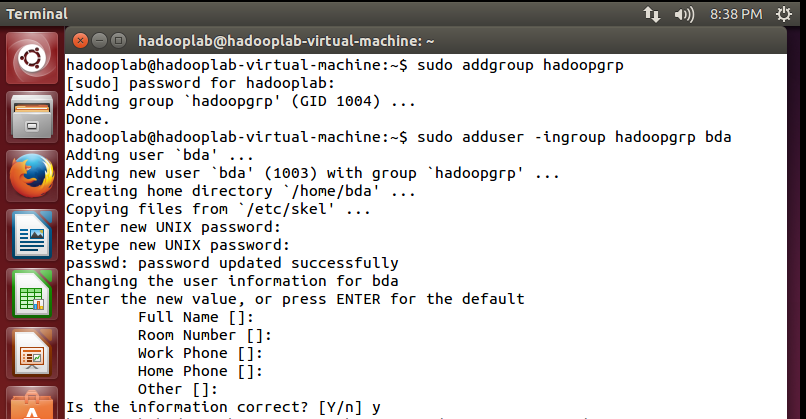 Terminal
8:38 PM
hadooplab@hadooplab-virtual-machine: ~
hadooplab@hadooplab-virtual-machine:~$ sudo addgroup hadoopgrp
[sudo] password for hadooplab:
Adding group `hadoopgrp' (GID 1004) ...
Done.
hadooplab@hadooplab-virtual-machine:~$ sudo adduser -ingroup hadoopgrp bda
Adding user `bda' ...
Adding new user `bda' (1003) with group `hadoopgrp' ...
Creating home directory `/home/bda' ...
Copying files from `/etc/skel' ...
Enter new UNIX password:
Retype new UNIX password:
passwd: password updated successfully
Changing the user information for bda
Enter the new value, or press ENTER for the default
Full Name []:
Room Number []:
Work Phone []:
Home Phone []:
Other []:
Is the information correct? [Y/n] y